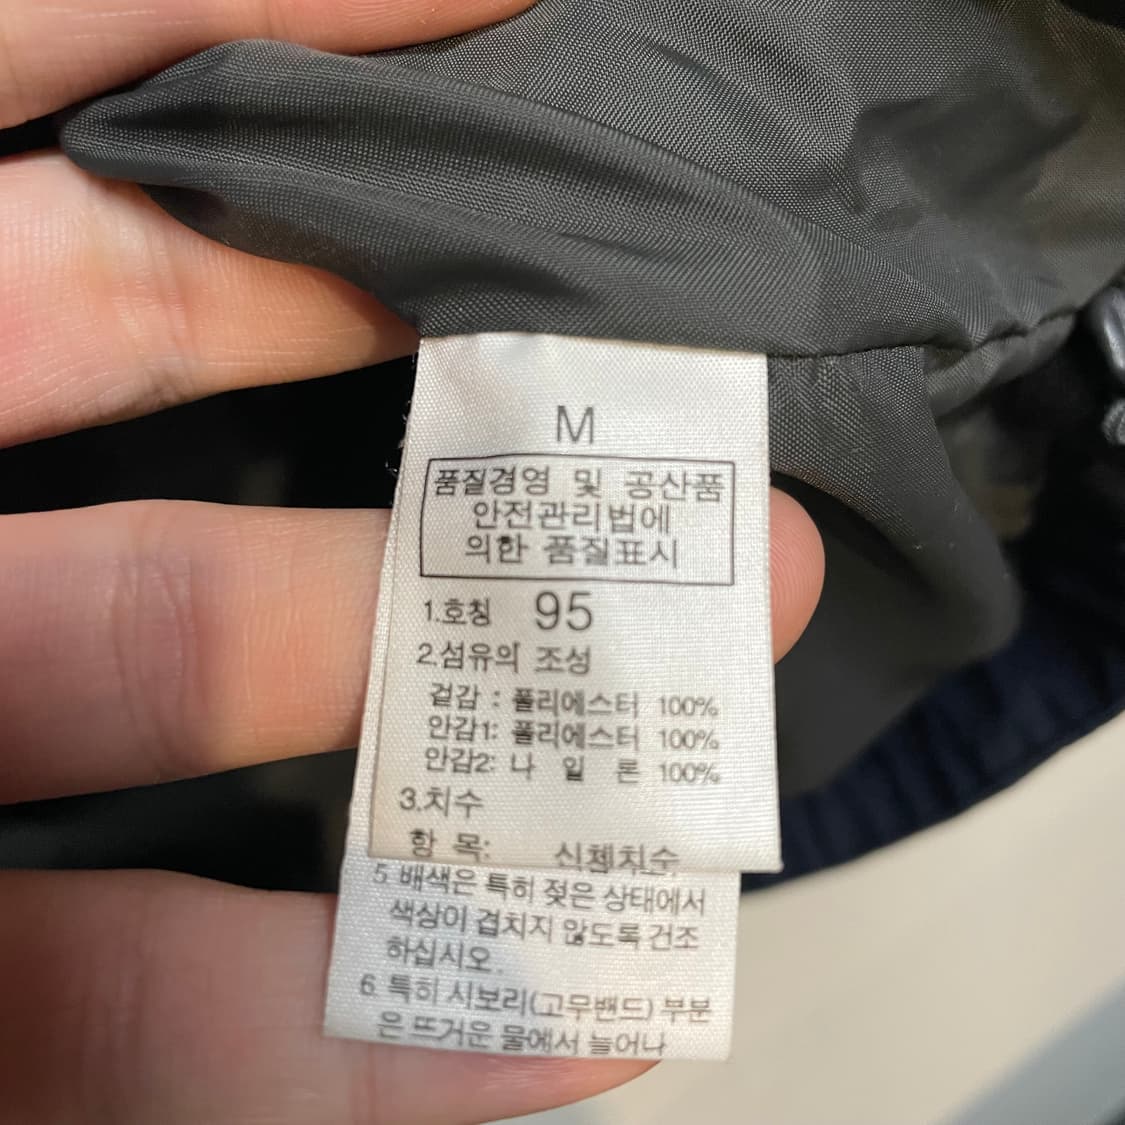 M
품질경영 및 공산품
안전관리법에
의한 품질표시
1.호칭 95
2.섬유의 조성
겉감 : 폴리에스터 100%
안감1: 폴리에스터 100%
안감2: 나 일 론 100%
3.치수
항 목: 신체치수
5 배색은 특히 젖은 상태에서
색상이 겹치지 않도록 건조
하십시오.
6 특히 시보리(고무밴드) 부분
은 뜨거운 물에서 늘어나